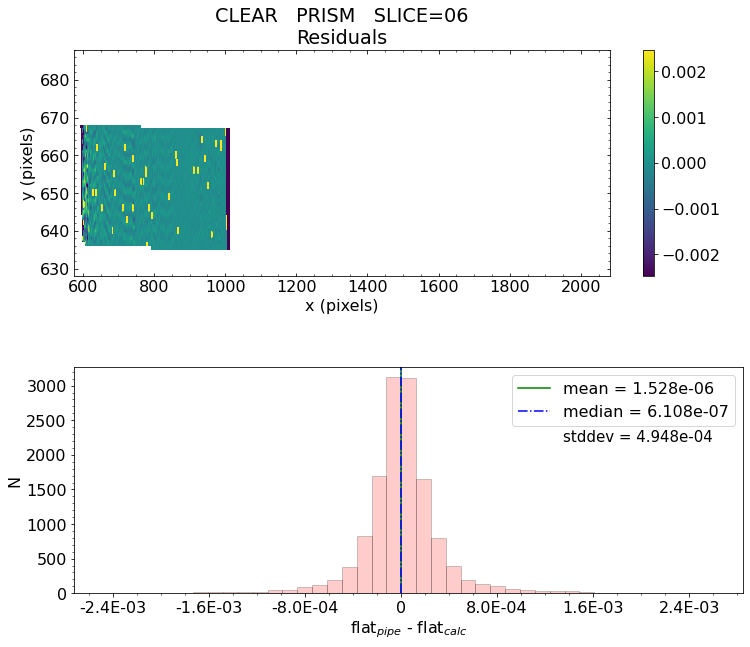 CLEAR PRISM SLICE=06
Residuals
680
670
660
650
640
630
y (pixels)
600 800 1000 1200 1400 1600 1800 2000
x (pixels)
0.002
0.001
0.000
−0.001
−0.002
3000
2500
2000
1500
1000
500
0
N
mean = 1.528e-06
median = 6.108e-07
stddev = 4.948e-04
-2.4E-03 -1.6E-03 -8.0E-04 0 8.0E-04 1.6E-03 2.4E-03
flatpipe - flatcalc